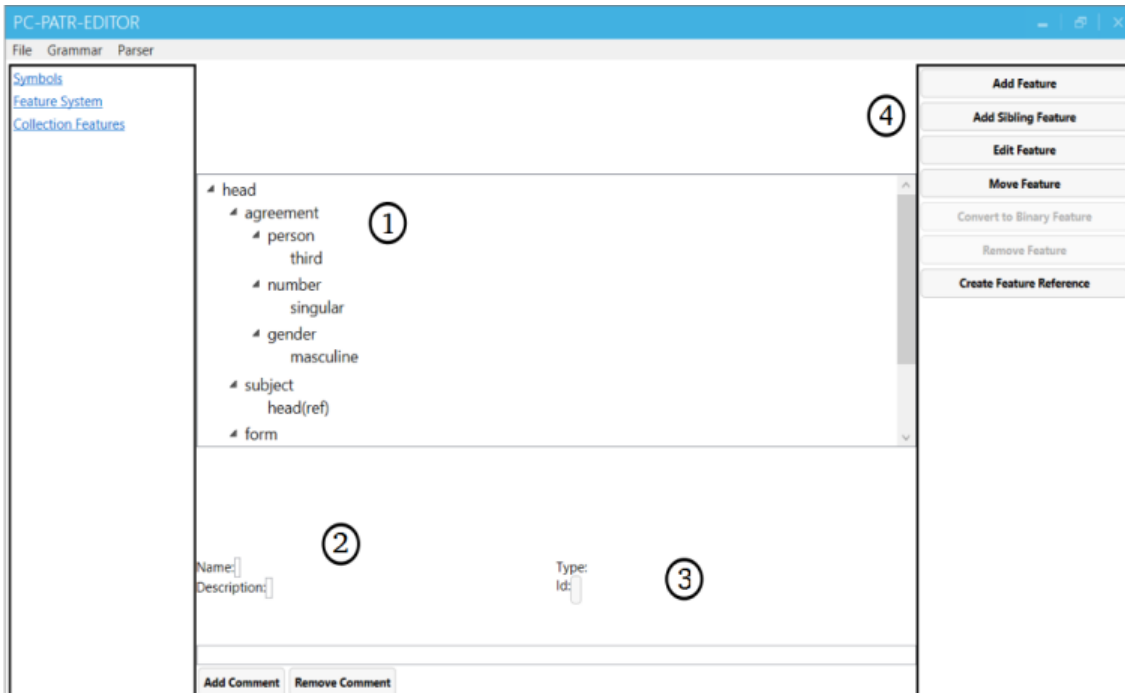 PC-PATR-EDITOR
File Grammar Parser
Symbols
Feature System
Collection Features
4
head
agreement
1
person
third
number
singular
gender
masculine
subject
head(ref)
form
2
Name:
Description:
Type:
Id:
3
Add Comment Remove Comment
Add Feature
Add Sibling Feature
Edit Feature
Move Feature
Convert to Binary Feature
Remove Feature
Create Feature Reference